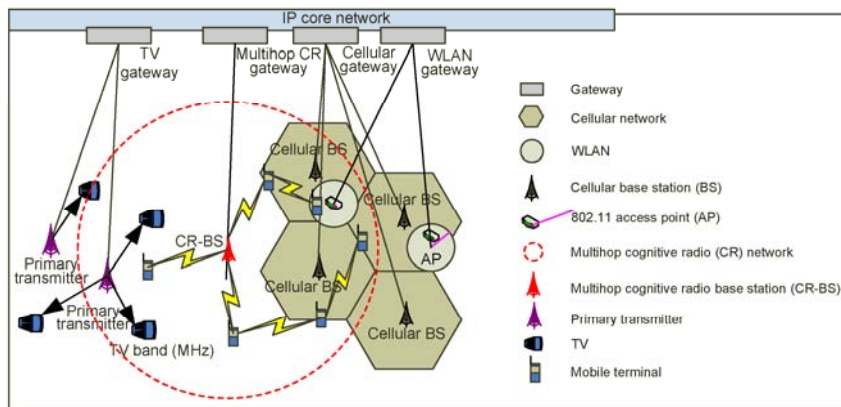 IP core network
TV
gateway
Multihop CR
gateway
Cellular
gateway
WLAN
gateway
Cellular BS
Cellular BS
CR-BS
AP
Primary
transmitter
Cellular BS
Primary
transmitter
TV band (MHz)
Cellular BS
Gateway
Cellular network
WLAN
Cellular base station (BS)
802.11 access point (AP)
Multihop cognitive radio (CR) network
Multihop cognitive radio base station (CR-BS)
Primary transmitter
TV
Mobile terminal